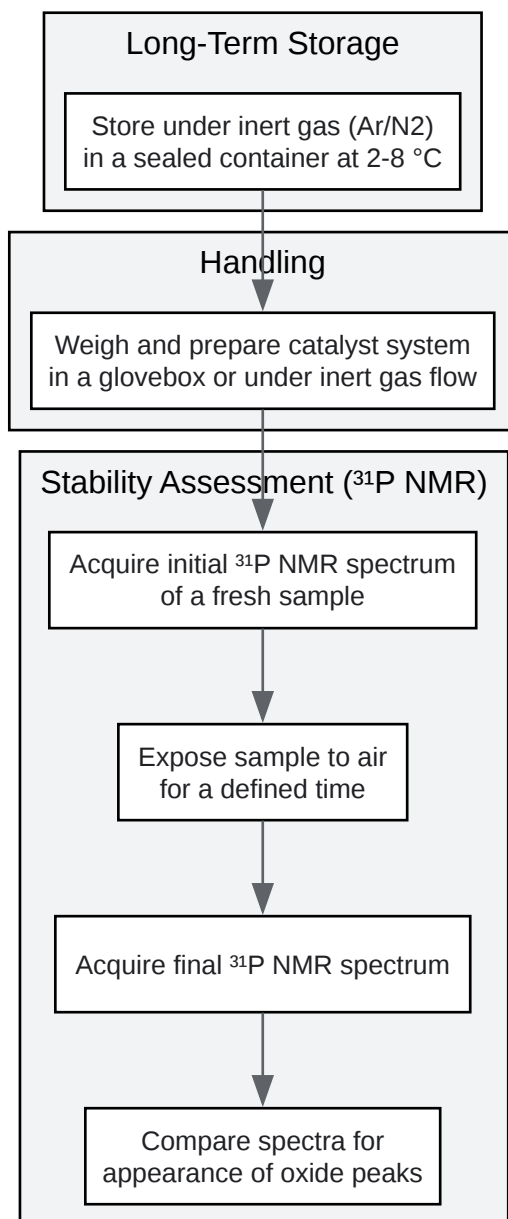 Long-Term Storage
Store under inert gas (Ar/N2)
in a sealed container at 2-8 °C
Handling
Weigh and prepare catalyst system
in a glovebox or under inert gas flow
Stability Assessment (³¹P NMR)
Acquire initial ³¹P NMR spectrum
of a fresh sample
Expose sample to air
for a defined time
Acquire final ³¹P NMR spectrum
Compare spectra for
appearance of oxide peaks